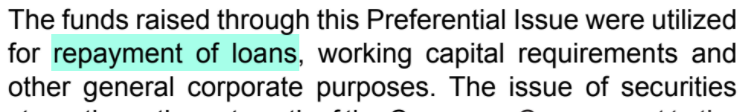 The funds raised through this Preferential Issue were utilized
for repayment of loans, working capital requirements and
other general corporate purposes. The issue of securities